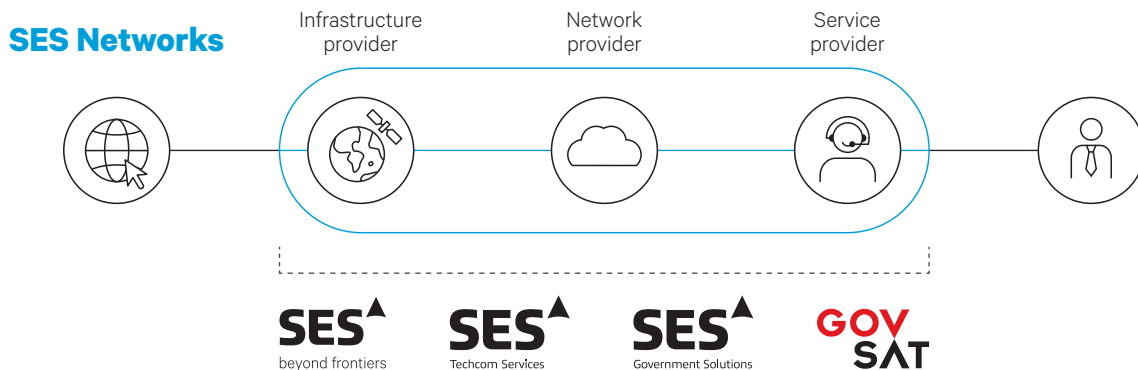 SES Networks
Infrastructure
provider
Network
provider
Service
provider
SES
beyond frontiers
SES
Techcom Services
SES
Government Solutions
GOV
SAT